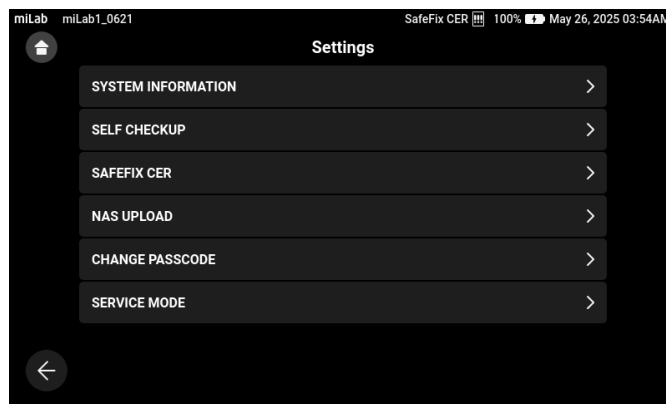 miLab miLab1_0621 SafeFix CER 100% May 26, 2025 03:54AM
Settings
SYSTEM INFORMATION
SELF CHECKUP
SAFEFIX CER
NAS UPLOAD
CHANGE PASSCODE
SERVICE MODE